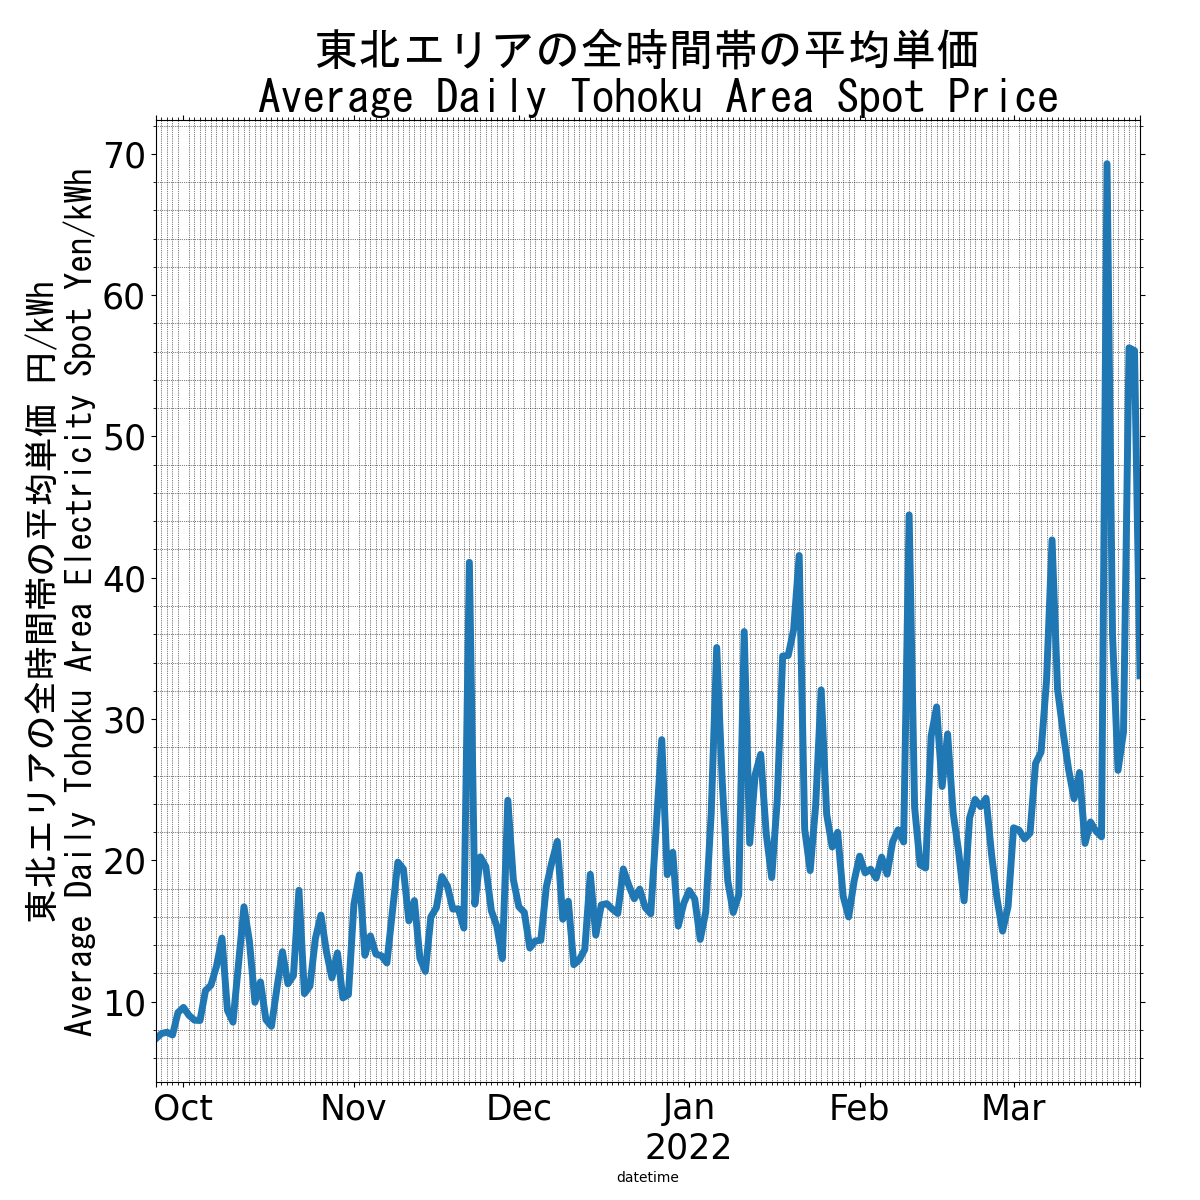 東北エリアの全時間帯の平均単価
Average Daily Tohoku Area Spot Price
東北エリアの全時間帯の平均単価 円/kWh
Average Daily Tohoku Area Electricity Spot Yen/kWh
70
60
50
40
30
20
10
Oct Nov Dec Jan Feb Mar
2022
datetime